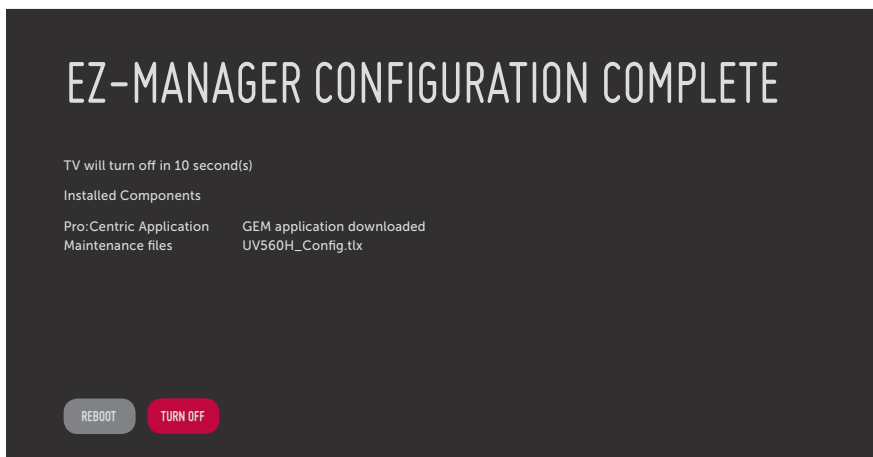 EZ-MANAGER CONFIGURATION COMPLETE
TV will turn off in 10 second(s)
Installed Components
Pro:Centric Application GEM application downloaded
Maintenance files UV560H_Config.tlx
REBOOT TURN OFF